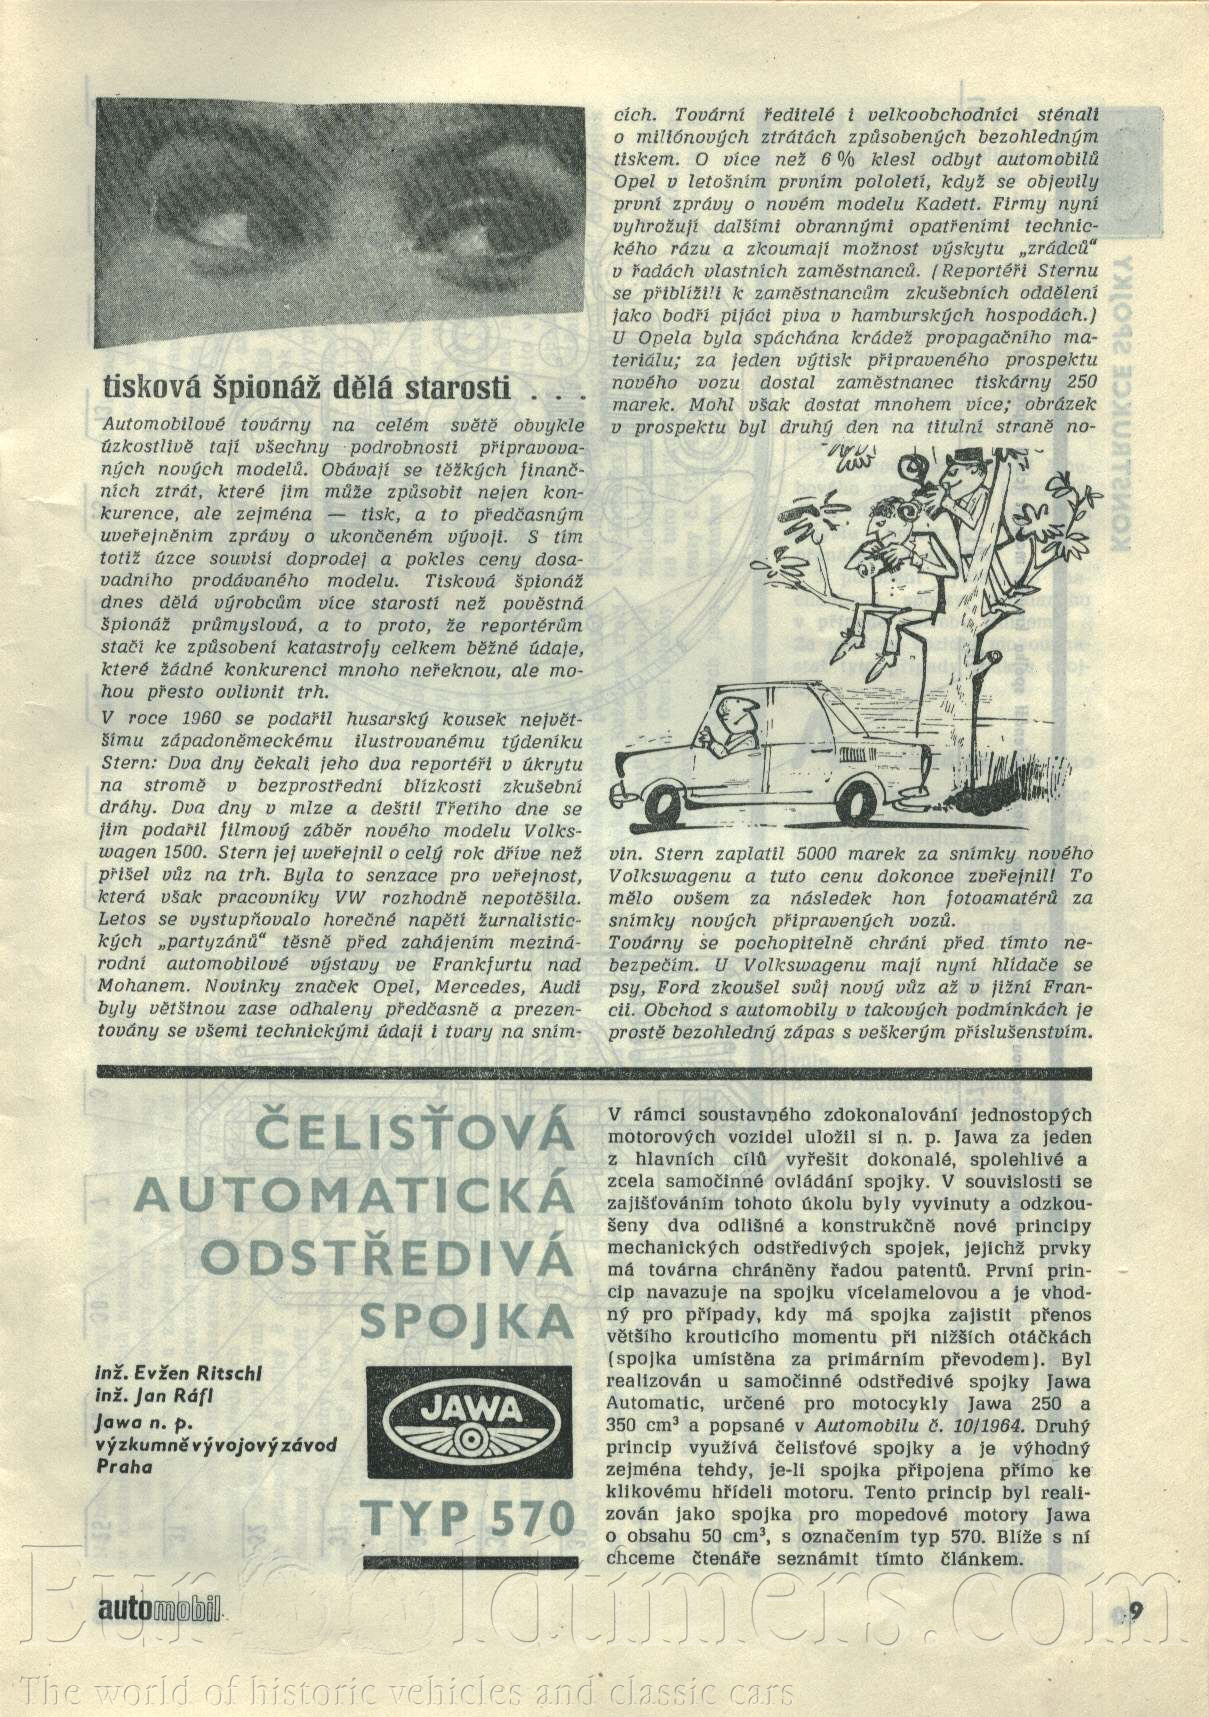 tisková špionáž dělá starosti . . .
Automobilové továrny na celém světě obvykle
úzkostlivě tají všechny podrobnosti připravova-
ných nových modelů. Obávají se těžkých finanč-
ních ztrát, které jim může způsobit nejen kon-
kurence, ale zejména — tisk, a to předčasným
uveřejněním zprávy o ukončeném vývoji. S tím
totiž úzce souvisí doprodej a pokles ceny dosa-
vadního prodávaného modelu. Tisková špionáž
dnes dělá výrobcům více starostí než pověstná
špionáž průmyslová, a to proto, že reportérům
stačí ke způsobení katastrofy celkem běžné údaje,
které žádné konkurenci mnoho neřeknou, ale mo-
hou přesto ovlivnit trh.
V roce 1960 se podařil husarský kousek největ-
šímu západoněmeckému ilustrovanému týdeníku
Stern: Dva dny čekali jeho dva reportéři v úkrytu
na stromě v bezprostřední blízkosti zkušební
dráhy. Dva dny v mlze a dešti! Třetího dne se
jim podařil filmový záběr nového modelu Volks-
wagen 1500. Stern jej uveřejnil o celý rok dříve než
přišel vůz na trh. Byla to senzace pro veřejnost,
která však pracovníky VW rozhodně nepotěšila.
Letos se vystupňovalo horečné napětí žurnalistic-
kých „partyzánů“ těsně před zahájením meziná-
rodní automobilové výstavy ve Frankfurtu nad
Mohanem. Novinky značek Opel, Mercedes, Audi
byly většinou zase odhaleny předčasně a prezen-
továny se všemi technickými údaji i tvary na sním-
cích. Tovární ředitelé i velkoobchodníci sténali
o miliónových ztrátách způsobených bezohledným
tiskem. O více než 6 % klesl odbyt automobilů
Opel v letošním prvním pololetí, když se objevily
první zprávy o novém modelu Kadett. Firmy nyní
vyhrožují dalšími obrannými opatřeními technic-
kého rázu a zkoumají možnost výskytu „zrádců“
v řadách vlastních zaměstnanců. (Reportéři Sternu
se přiblížili k zaměstnancům zkušebních oddělení
jako bodří pijáci piva v hamburských hospodách.)
U Opela byla spáchána krádež propagačního ma-
teriálu; za jeden výtisk připraveného prospektu
nového vozu dostal zaměstnanec tiskárny 250
marek. Mohl však dostat mnohem více; obrázek
v prospektu byl druhý den na titulní straně no-
vin. Stern zaplatil 5000 marek za snímky nového
Volkswagenu a tuto cenu dokonce zveřejnil! To
mělo ovšem za následek hon fotoamatérů za
snímky nových připravených vozů.
Továrny se pochopitelně chrání před tímto ne-
bezpečím. U Volkswagenu mají nyní hlídače se
psy, Ford zkoušel svůj nový vůz až v jižní Fran-
cii. Obchod s automobily v takových podmínkách je
prostě bezohledný zápas s veškerým příslušenstvím.
ČELISŤOVÁ
AUTOMATICKÁ
ODSTŘEDIVÁ
SPOJKA
inž. Evžen Ritschl
inž. Jan Ráfl
Jawa n. p.
výzkumně vývojový závod
Praha
JAWA
TYP 570
V rámci soustavného zdokonalování jednostopých
motorových vozidel uložil si n. p. Jawa za jeden
z hlavních cílů vyřešit dokonalé, spolehlivé a
zcela samočinné ovládání spojky. V souvislosti se
zajišťováním tohoto úkolu byly vyvinuty a odzkou-
šeny dva odlišné a konstrukčně nové principy
mechanických odstředivých spojek, jejichž prvky
má továrna chráněny řadou patentů. První prin-
cip navazuje na spojku vícelamelovou a je vhod-
ný pro případy, kdy má spojka zajistit přenos
většího krouticího momentu při nižších otáčkách
(spojka umístěna za primárním převodem). Byl
realizován u samočinné odstředivé spojky Jawa
Automatic, určené pro motocykly Jawa 250 a
350 cm³ a popsané v Automobilu č. 10/1964. Druhý
princip využívá čelisťové spojky a je výhodný
zejména tehdy, je-li spojka připojena přímo ke
klikovému hřídeli motoru. Tento princip byl reali-
zován jako spojka pro mopedové motory Jawa
o obsahu 50 cm³, s označením typ 570. Blíže s ní
chceme čtenáře seznámit tímto článkem.
automobil
9
EuroOldtimers.com
The world of historic vehicles and classic cars